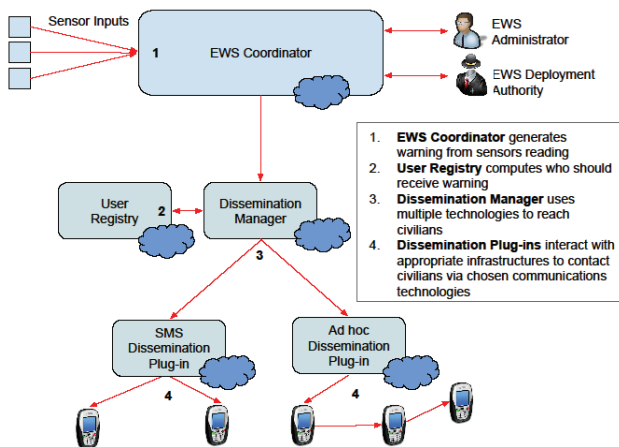 Sensor Inputs
1
EWS Coordinator
EWS
Administrator
EWS Deployment
Authority
1. EWS Coordinator generates
warning from sensors reading
2. User Registry computes who should
receive warning
3. Dissemination Manager uses
multiple technologies to reach
civilians
4. Dissemination Plug-ins interact with
appropriate infrastructures to contact
civilians via chosen communications
technologies
User
Registry
2
Dissemination
Manager
3
SMS
Dissemination
Plug-in
Ad hoc
Dissemination
Plug-in
4
4